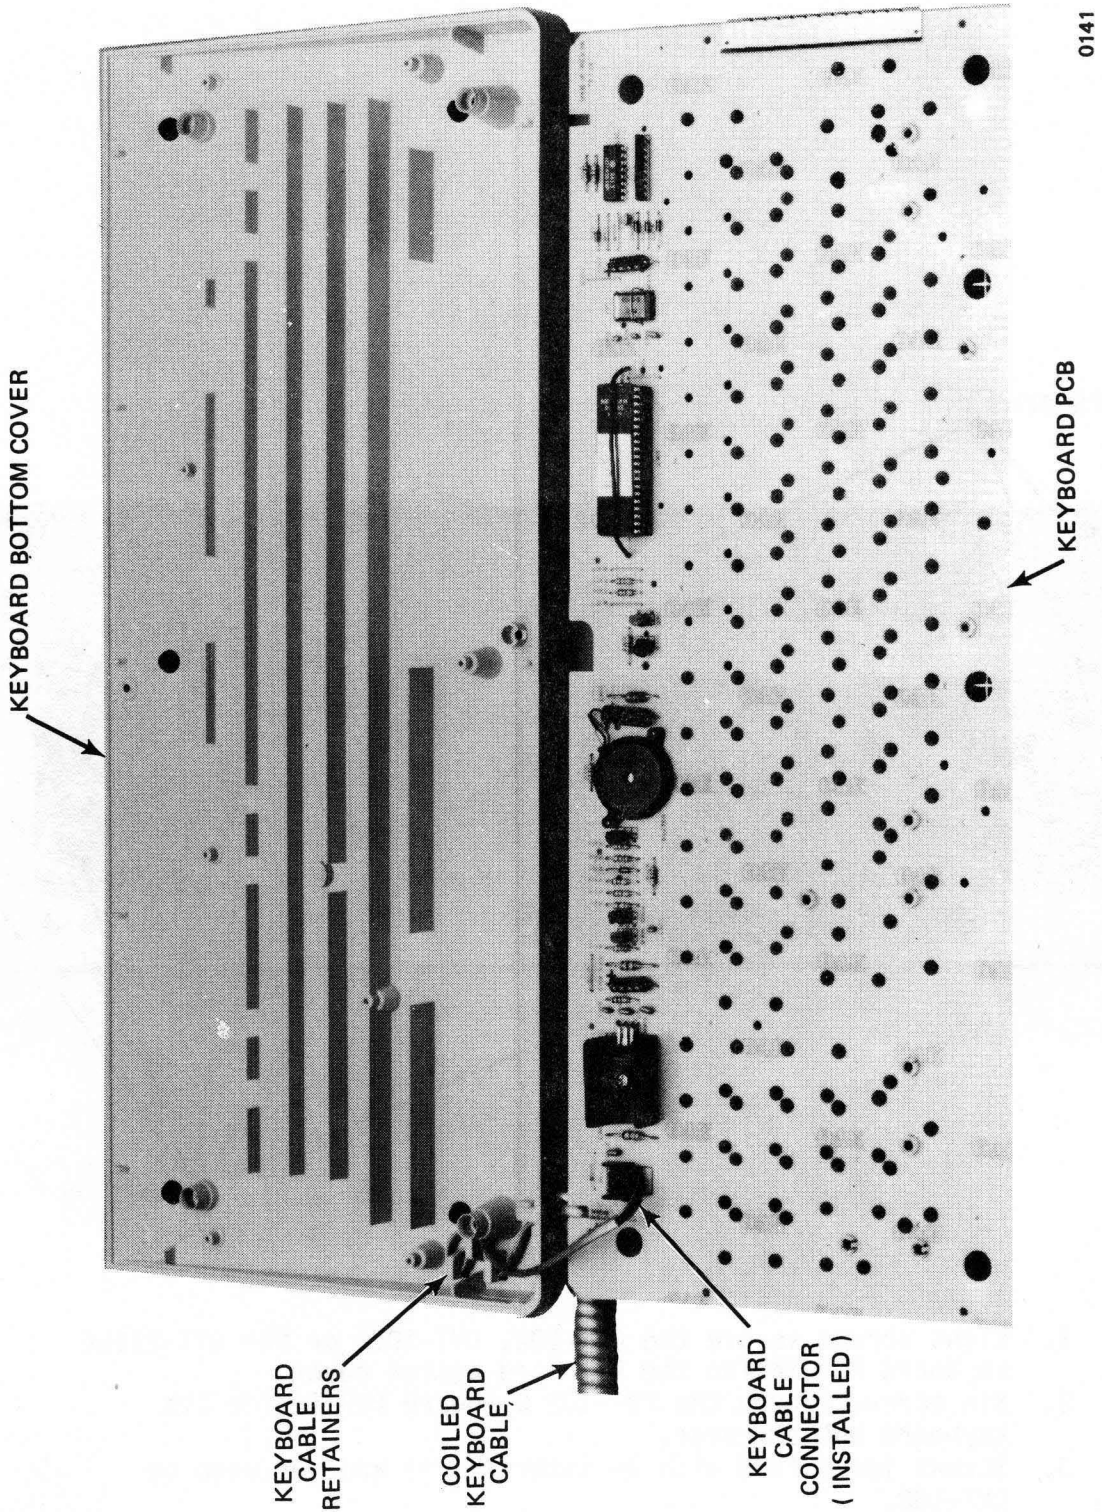 KEYBOARD BOTTOM COVER
KEYBOARD
CABLE
RETAINERS
COILED
KEYBOARD
CABLE
KEYBOARD
CABLE
CONNECTOR
( INSTALLED )
KEYBOARD PCB
0141